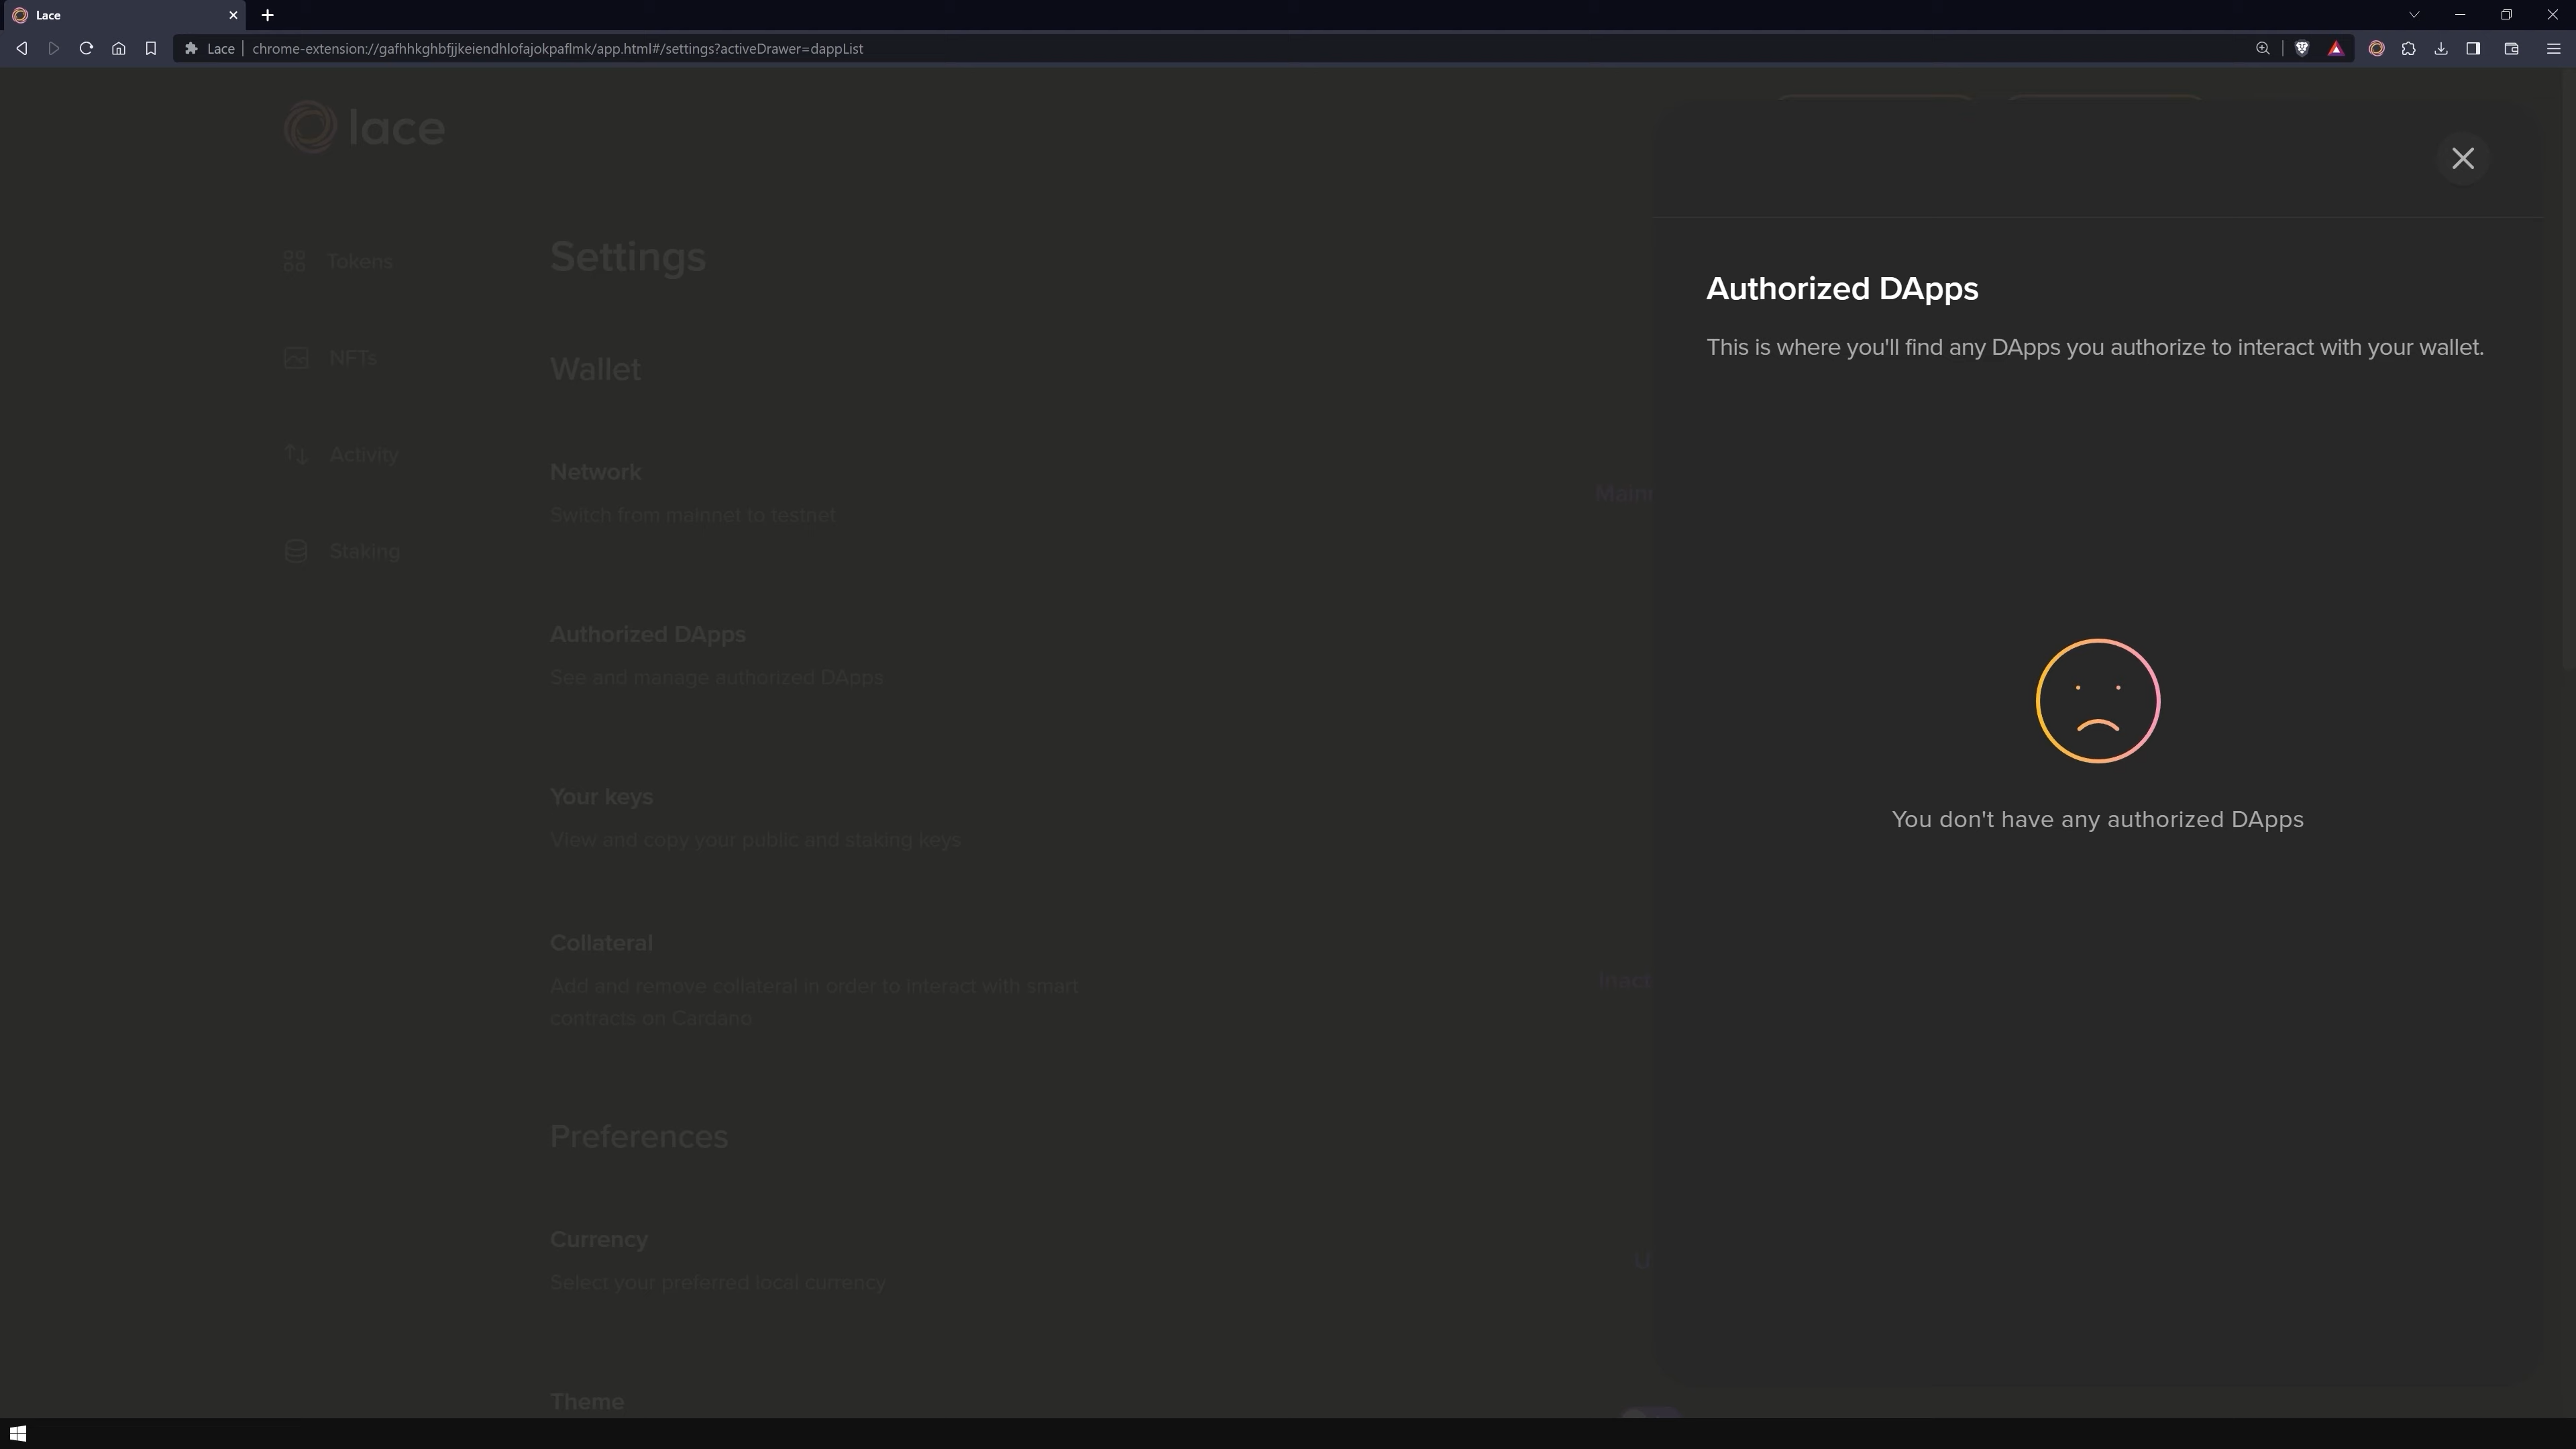 Lace
Lace
chrome-extension://gafhhkghbfjjkeiendhlofajokpaflmk/app.html#/settings?activeDrawer=dappList
lace
Tokens
NFTs
Activity
Staking
Settings
Wallet
Network
Switch from mainnet to testnet
Authorized DApps
See and manage authorized DApps
Your keys
View and copy your public and staking keys
Collateral
Inact
Add and remove collateral in order to interact with smart
contracts on Cardano
Preferences
Currency
Select your preferred local currency
U
Theme
Authorized DApps
This is where you'll find any DApps you authorize to interact with your wallet.
You don't have any authorized DApps